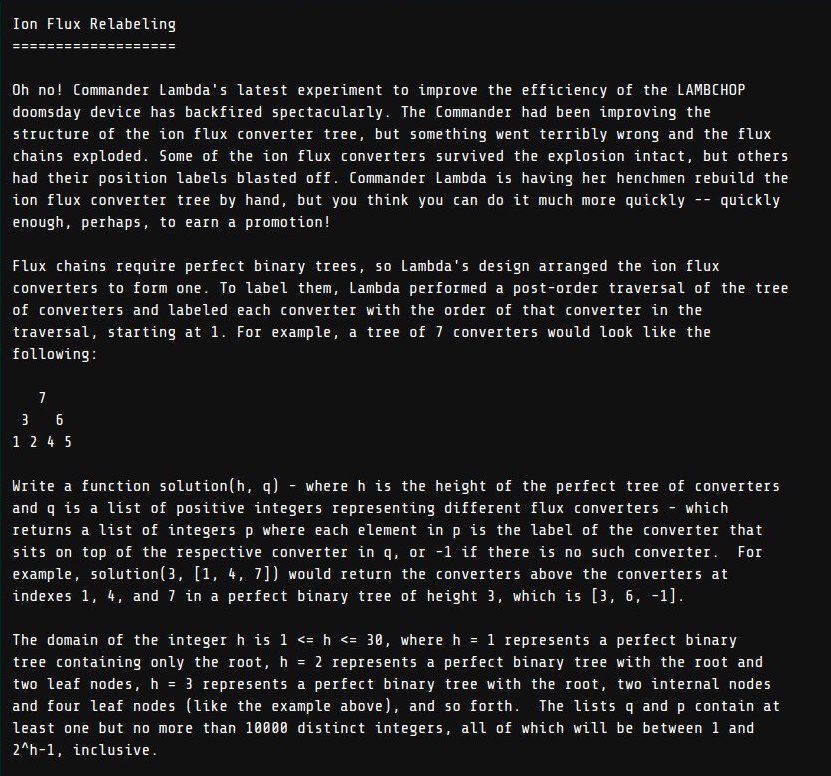 Ion Flux Relabeling
===================
Oh no! Commander Lambda's latest experiment to improve the efficiency of the LAMBCHOP
doomsday device has backfired spectacularly. The Commander had been improving the
structure of the ion flux converter tree, but something went terribly wrong and the flux
chains exploded. Some of the ion flux converters survived the explosion intact, but others
had their position labels blasted off. Commander Lambda is having her henchmen rebuild the
ion flux converter tree by hand, but you think you can do it much more quickly -- quickly
enough, perhaps, to earn a promotion!
Flux chains require perfect binary trees, so Lambda's design arranged the ion flux
converters to form one. To label them, Lambda performed a post-order traversal of the tree
of converters and labeled each converter with the order of that converter in the
traversal, starting at 1. For example, a tree of 7 converters would look like the
following:
7
3 6
1 2 4 5
Write a function solution(h, q) - where h is the height of the perfect tree of converters
and q is a list of positive integers representing different flux converters - which
returns a list of integers p where each element in p is the label of the converter that
sits on top of the respective converter in q, or -1 if there is no such converter.  For
example, solution(3, [1, 4, 7]) would return the converters above the converters at
indexes 1, 4, and 7 in a perfect binary tree of height 3, which is [3, 6, -1].
The domain of the integer h is 1 <= h <= 30, where h = 1 represents a perfect binary
tree containing only the root, h = 2 represents a perfect binary tree with the root and
two leaf nodes, h = 3 represents a perfect binary tree with the root, two internal nodes
and four leaf nodes (like the example above), and so forth.  The lists q and p contain at
least one but no more than 10000 distinct integers, all of which will be between 1 and
2^h-1, inclusive.